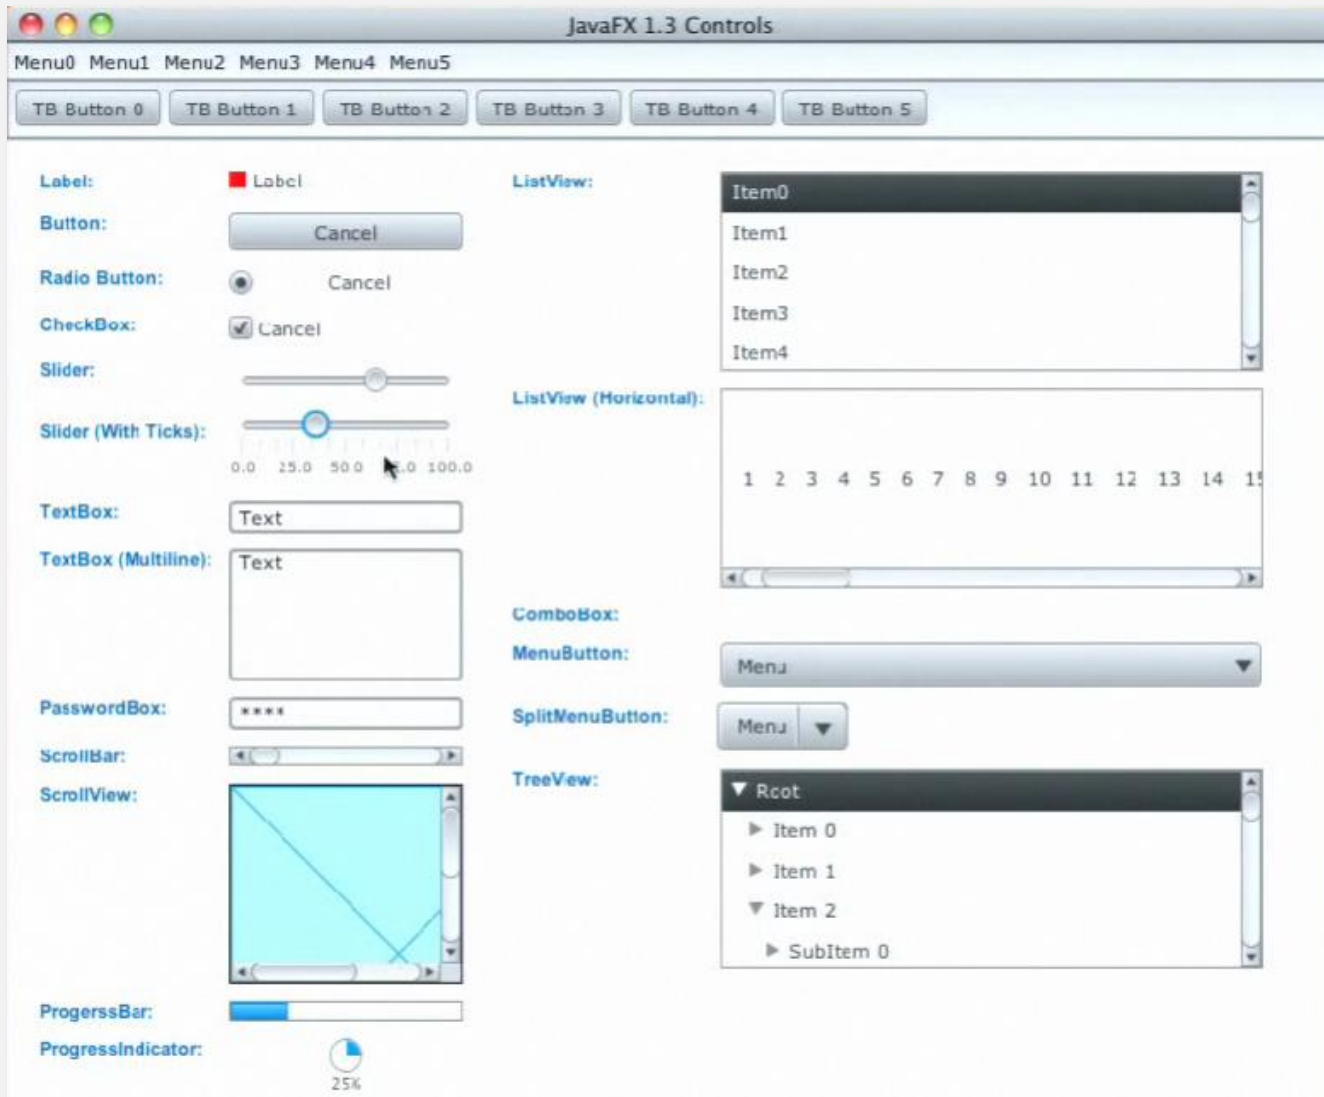 JavaFX 1.3 Controls
Menu0 Menu1 Menu2 Menu3 Menu4 Menu5
TB Button 0 TB Button 1 TB Button 2 TB Button 3 TB Button 4 TB Button 5
Label: Label
Button: Cancel
Radio Button: Cancel
CheckBox: Cancel
Slider:
Slider (With Ticks):
0.0 25.0 50.0 100.0
TextBox: Text
TextBox (Multiline): Text
PasswordBox: ****
ScrollBar:
ScrollView:
ProgerssBar:
ProgressIndicator:
25%
ListView: Item0
Item1
Item2
Item3
Item4
ListView (Horizontal):
1 2 3 4 5 6 7 8 9 10 11 12 13 14
ComboBox:
MenuButton: Menu
SplitMenuButton: Menu
TreeView: Root
Item 0
Item 1
Item 2
SubItem 0